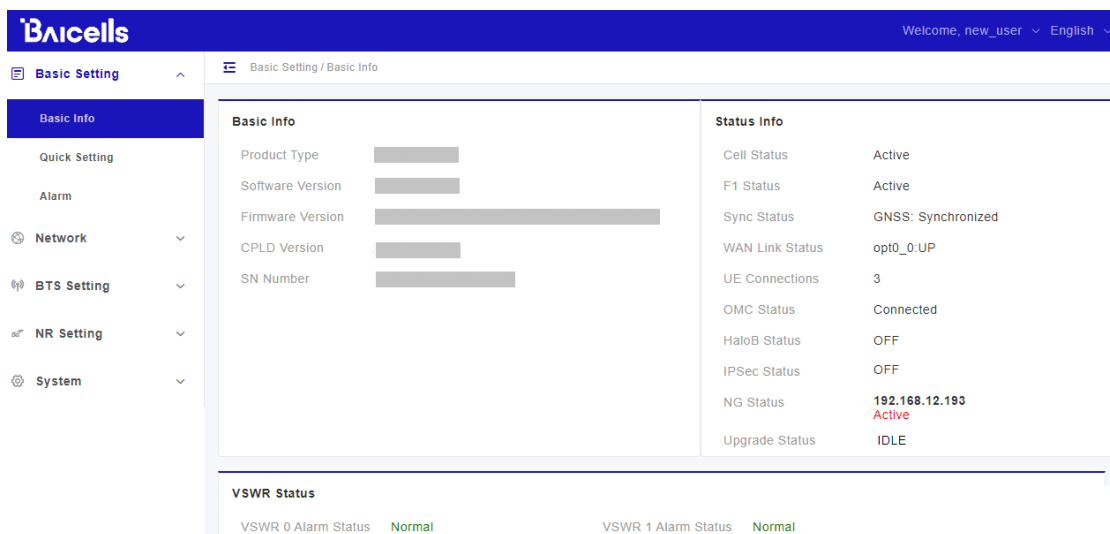 Baicells
Welcome, new_user English
Basic Setting
Basic Info
Quick Setting
Alarm
Network
BTS Setting
NR Setting
System
Basic Setting / Basic Info
Basic Info
Product Type
Software Version
Firmware Version
CPLD Version
SN Number
Status Info
Cell Status Active
F1 Status Active
Sync Status GNSS: Synchronized
WAN Link Status opt0_0:UP
UE Connections 3
OMC Status Connected
HaloB Status OFF
IPSec Status OFF
NG Status 192.168.12.193
Active
Upgrade Status IDLE
VSWR Status
VSWR 0 Alarm Status Normal VSWR 1 Alarm Status Normal